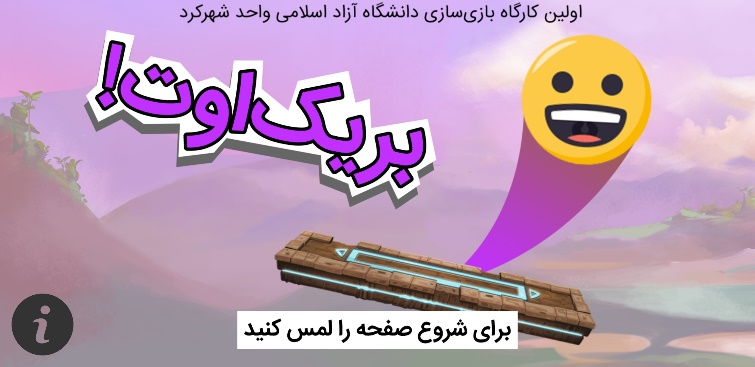 اولین کارگاه بازی‌سازی دانشگاه آزاد اسلامی واحد شهرکرد
بریک‌اوت!
برای شروع صفحه را لمس کنید
i